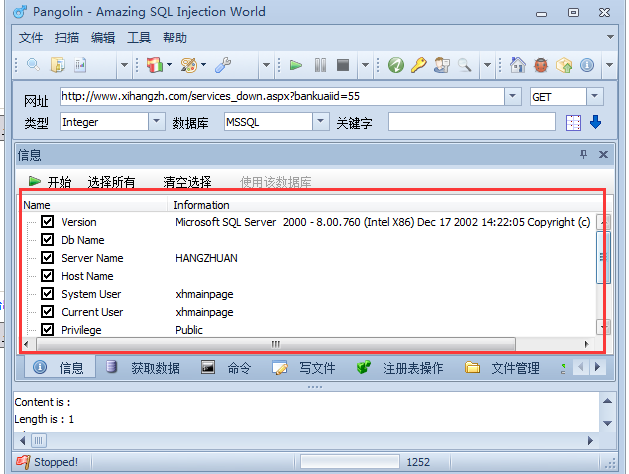 Pangolin - Amazing SQL Injection World
文件 扫描 编辑 工具 帮助
网址 http://www.xihangzh.com/services_down.aspx?bankuaiid=55 GET
类型 Integer 数据库 MSSQL 关键字
信息
开始 选择所有 清空选择 使用该数据库
Name Information
Version Microsoft SQL Server 2000 - 8.00.760 (Intel X86) Dec 17 2002 14:22:05 Copyright (c)
Db Name
Server Name HANGZHUAN
Host Name
System User xhmainpage
Current User xhmainpage
Privilege Public
信息 获取数据 命令 写文件 注册表操作 文件管理
Content is :
Length is : 1
Stopped! 1252